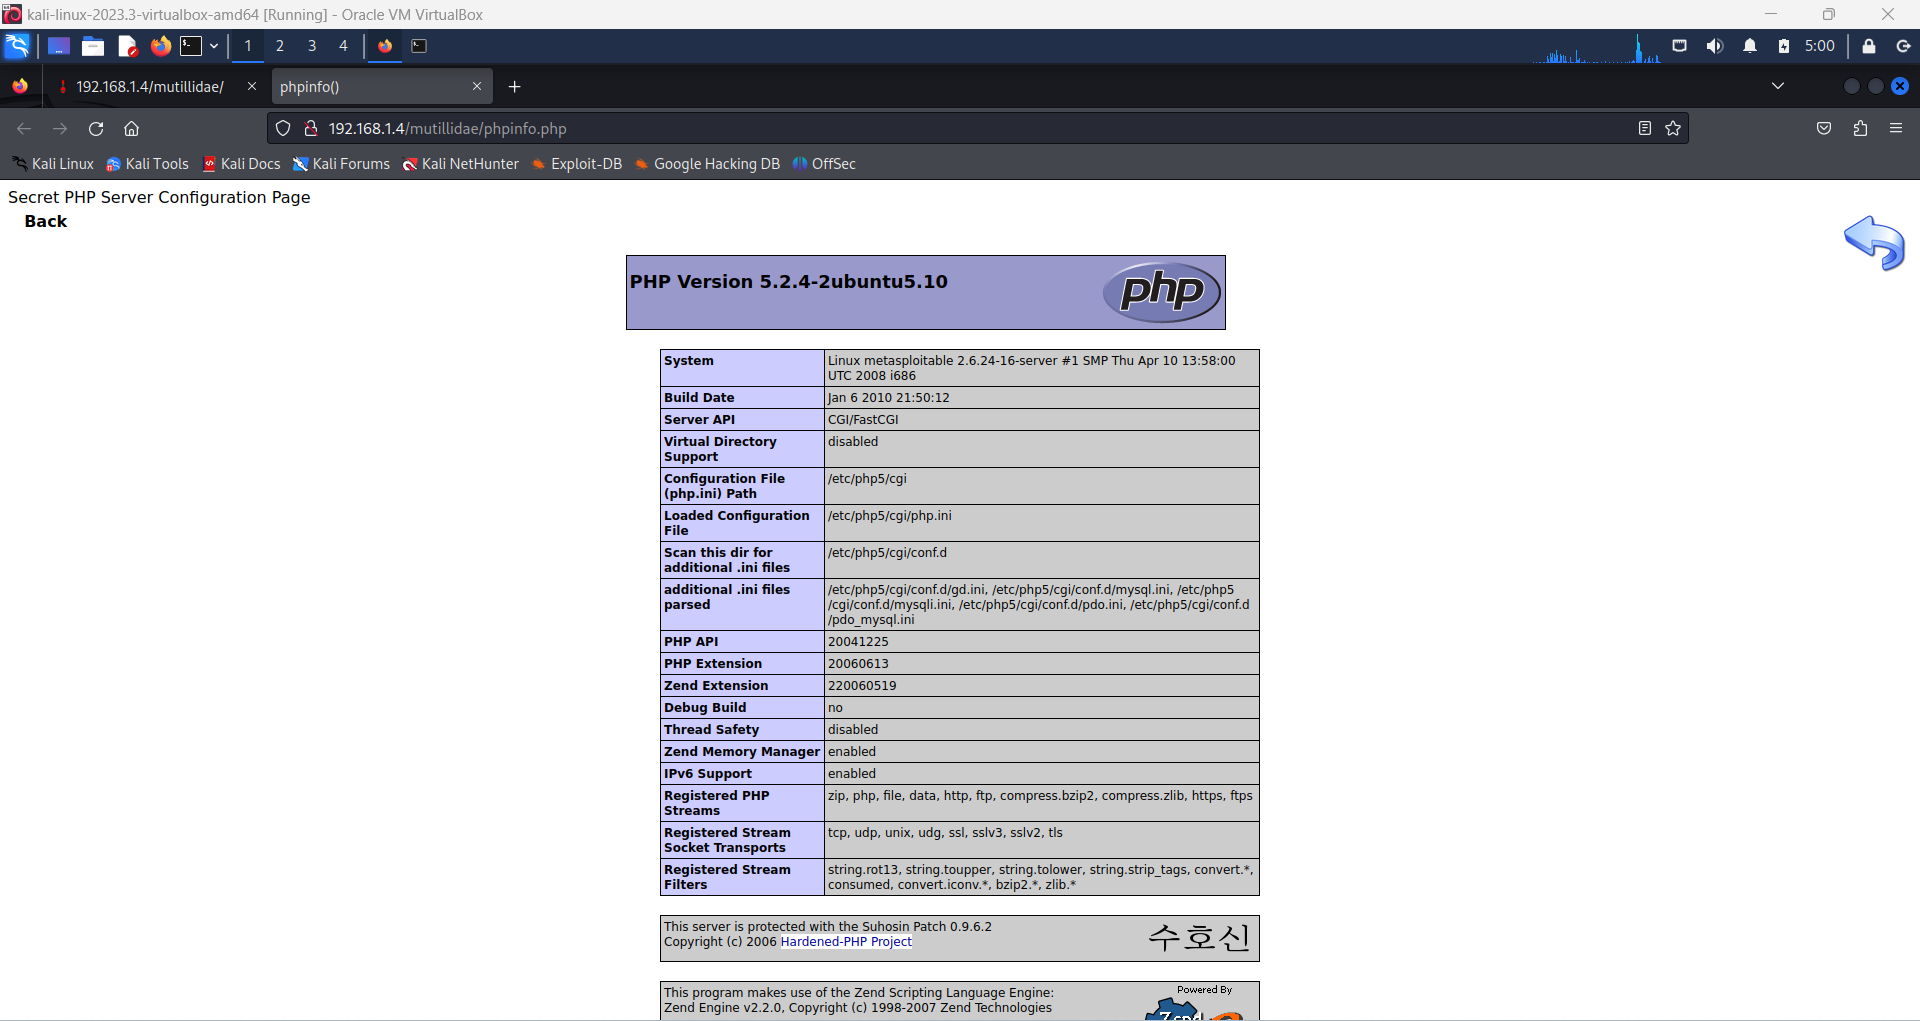 kali-linux-2023.3-virtualbox-amd64 [Running] - Oracle VM VirtualBox
1 2 3 4 5:00
192.168.1.4/mutillidae/ phpinfo()
192.168.1.4/mutillidae/phpinfo.php
Kali Linux Kali Tools Kali Docs Kali Forums Kali NetHunter Exploit-DB Google Hacking DB OffSec
Secret PHP Server Configuration Page
Back
PHP Version 5.2.4-2ubuntu5.10
php
System Linux metasploitable 2.6.24-16-server #1 SMP Thu Apr 10 13:58:00
UTC 2008 i686
Build Date Jan 6 2010 21:50:12
Server API CGI/FastCGI
Virtual Directory disabled
Support
Configuration File /etc/php5/cgi
(php.ini) Path
Loaded Configuration /etc/php5/cgi/php.ini
File
Scan this dir for /etc/php5/cgi/conf.d
additional .ini files
additional .ini files /etc/php5/cgi/conf.d/gd.ini, /etc/php5/cgi/conf.d/mysql.ini, /etc/php5
parsed /cgi/conf.d/mysqli.ini, /etc/php5/cgi/conf.d/pdo.ini, /etc/php5/cgi/conf.d
/pdo_mysql.ini
PHP API 20041225
PHP Extension 20060613
Zend Extension 220060519
Debug Build no
Thread Safety disabled
Zend Memory Manager enabled
IPv6 Support enabled
Registered PHP zip, php, file, data, http, ftp, compress.bzip2, compress.zlib, https, ftps
Streams
Registered Stream tcp, udp, unix, udg, ssl, sslv3, sslv2, tls
Socket Transports
Registered Stream string.rot13, string.toupper, string.tolower, string.strip_tags, convert.*,
Filters consumed, convert.iconv.*, bzip2.*, zlib.*
This server is protected with the Suhosin Patch 0.9.6.2
Copyright (c) 2006 Hardened-PHP Project
수호신
This program makes use of the Zend Scripting Language Engine:
Zend Engine v2.2.0, Copyright (c) 1998-2007 Zend Technologies
Powered By
Zend